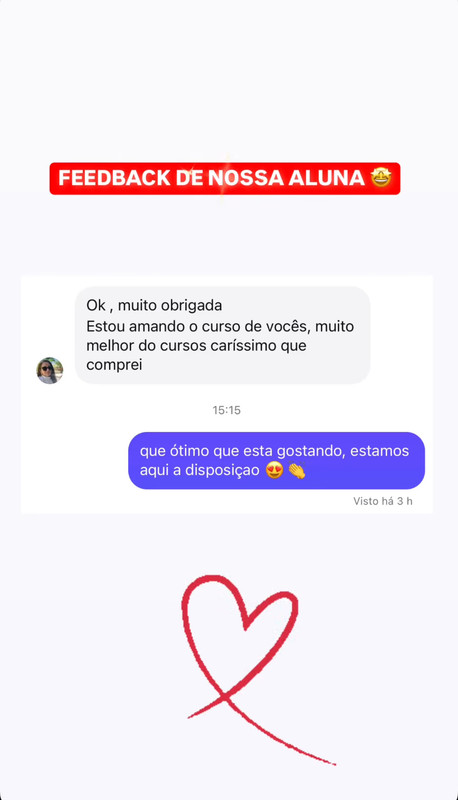 FEEDBACK DE NOSSA ALUNA 🤩
Ok , muito obrigada
Estou amando o curso de vocês, muito
melhor do cursos caríssimo que
comprei
15:15
que ótimo que esta gostando, estamos
aqui a disposiçao 😍 👏
Visto há 3 h